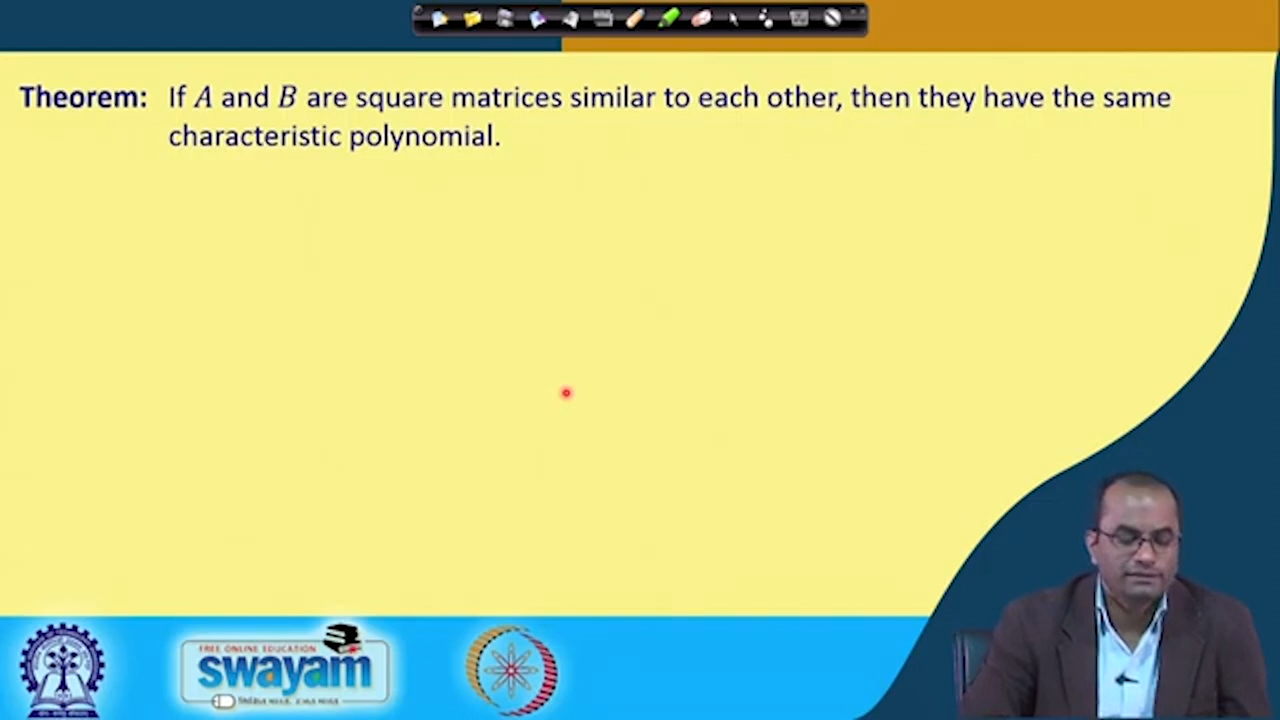 Theorem: If A and B are square matrices similar to each other, then they have the same
characteristic polynomial.
FREE ONLINE EDUCATION
swayam